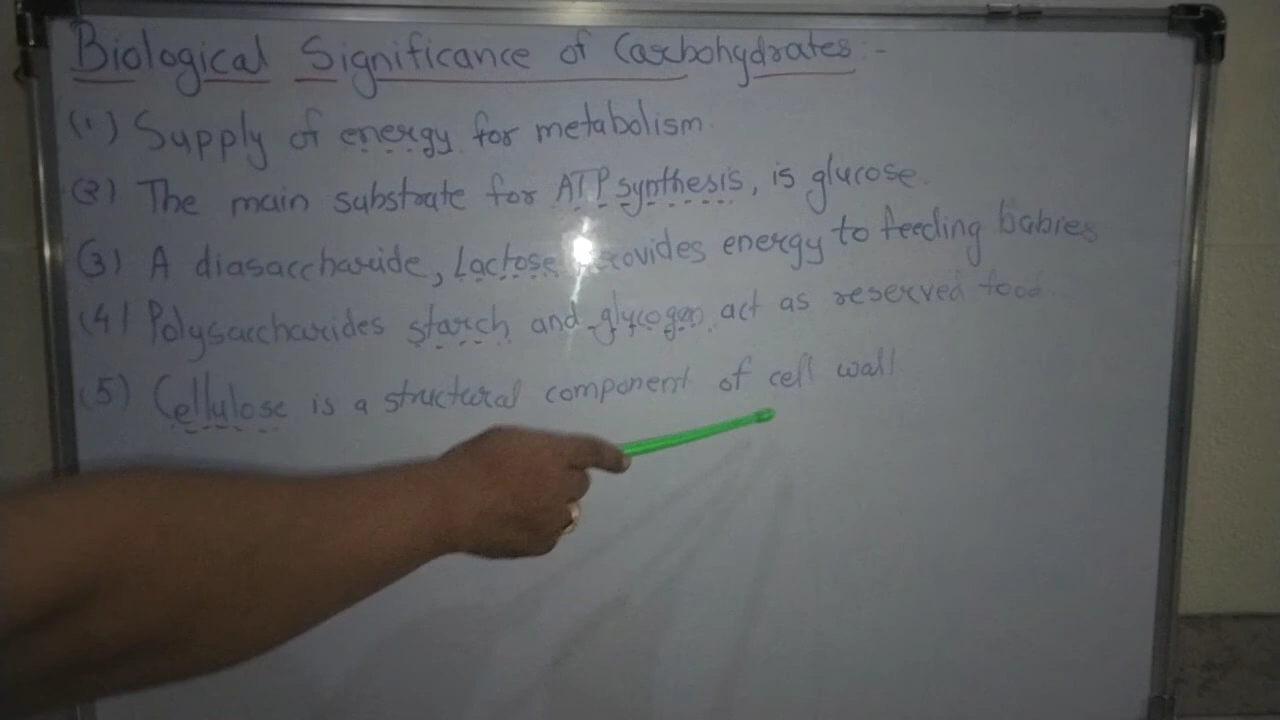 Biological Significance of Carbohydrates :-
(1) Supply of energy for metabolism.
(2) The main substrate for ATP synthesis, is glucose.
(3) A diasaccharide, Lactose provides energy to feeding babies
(4) Polysaccharides starch and glycogen act as reserved food.
(5) Cellulose is a structural component of cell wall